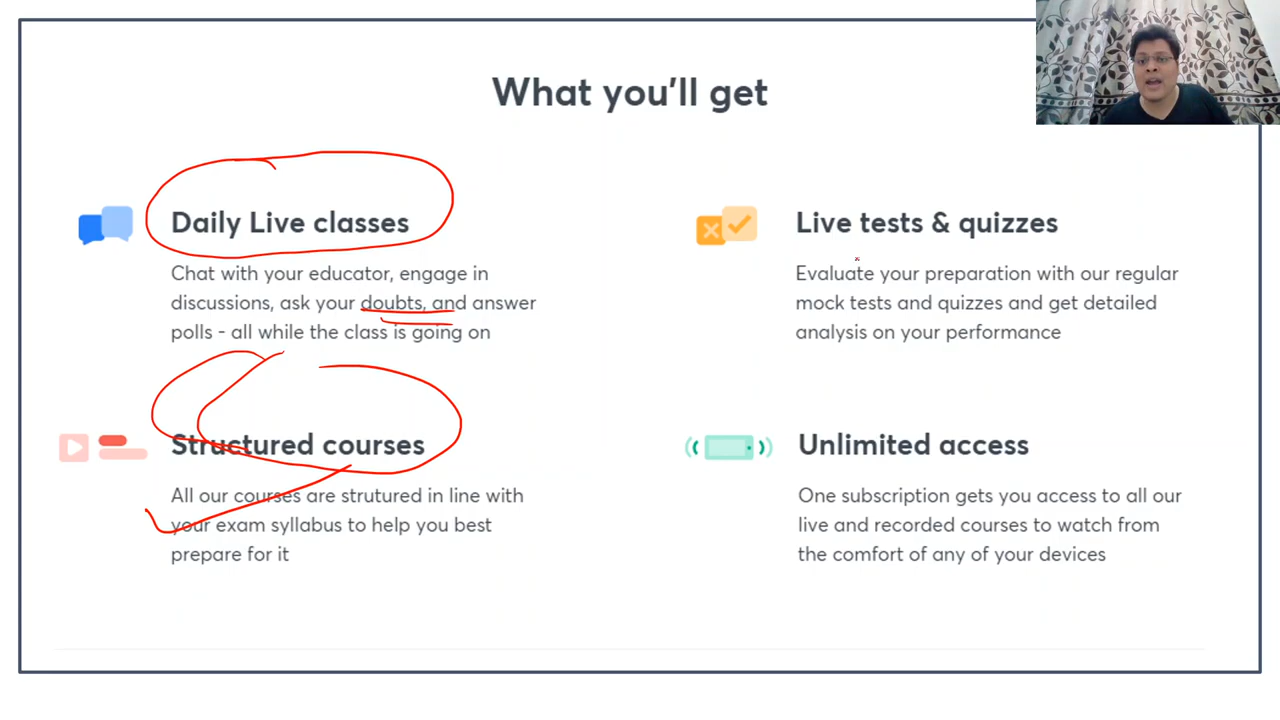 What you'll get
Daily Live classes
Chat with your educator, engage in
discussions, ask your doubts, and answer
polls - all while the class is going on
Live tests & quizzes
Evaluate your preparation with our regular
mock tests and quizzes and get detailed
analysis on your performance
Structured courses
All our courses are strutured in line with
your exam syllabus to help you best
prepare for it
Unlimited access
One subscription gets you access to all our
live and recorded courses to watch from
the comfort of any of your devices